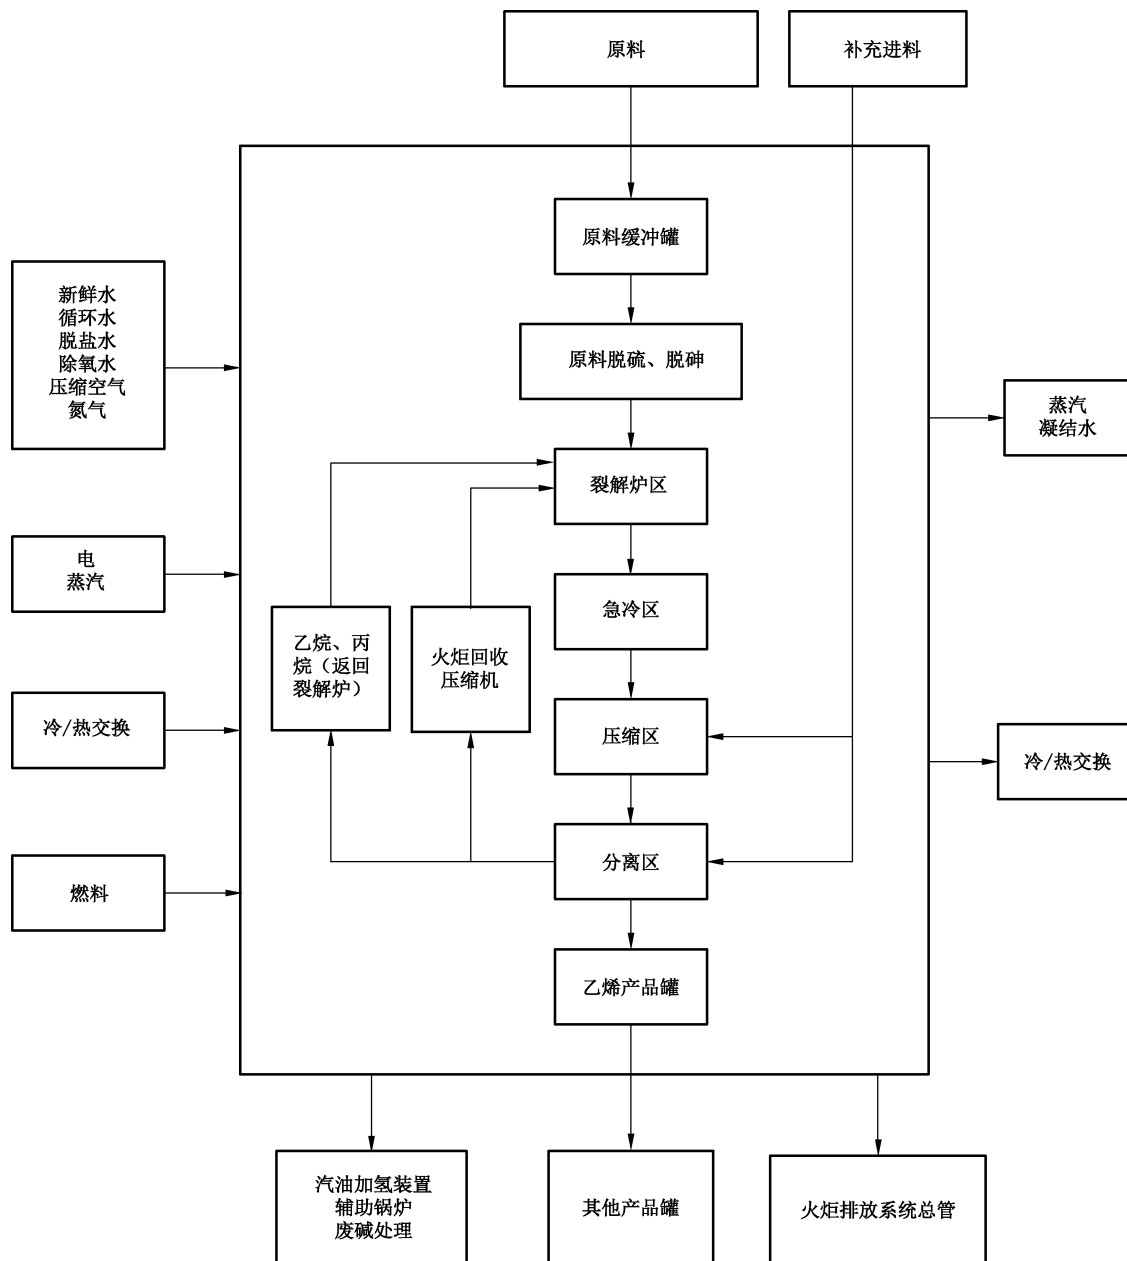 原料
补充进料
原料缓冲罐
新鲜水
循环水
脱盐水
除氧水
压缩空气
氮气
原料脱硫、脱砷
蒸汽
凝结水
裂解炉区
电
蒸汽
急冷区
乙烷、丙
烷(返回
裂解炉)
火炬回收
压缩机
冷/热交换
压缩区
冷/热交换
分离区
燃料
乙烯产品罐
汽油加氢装置
辅助锅炉
废碱处理
其他产品罐
火炬排放系统总管